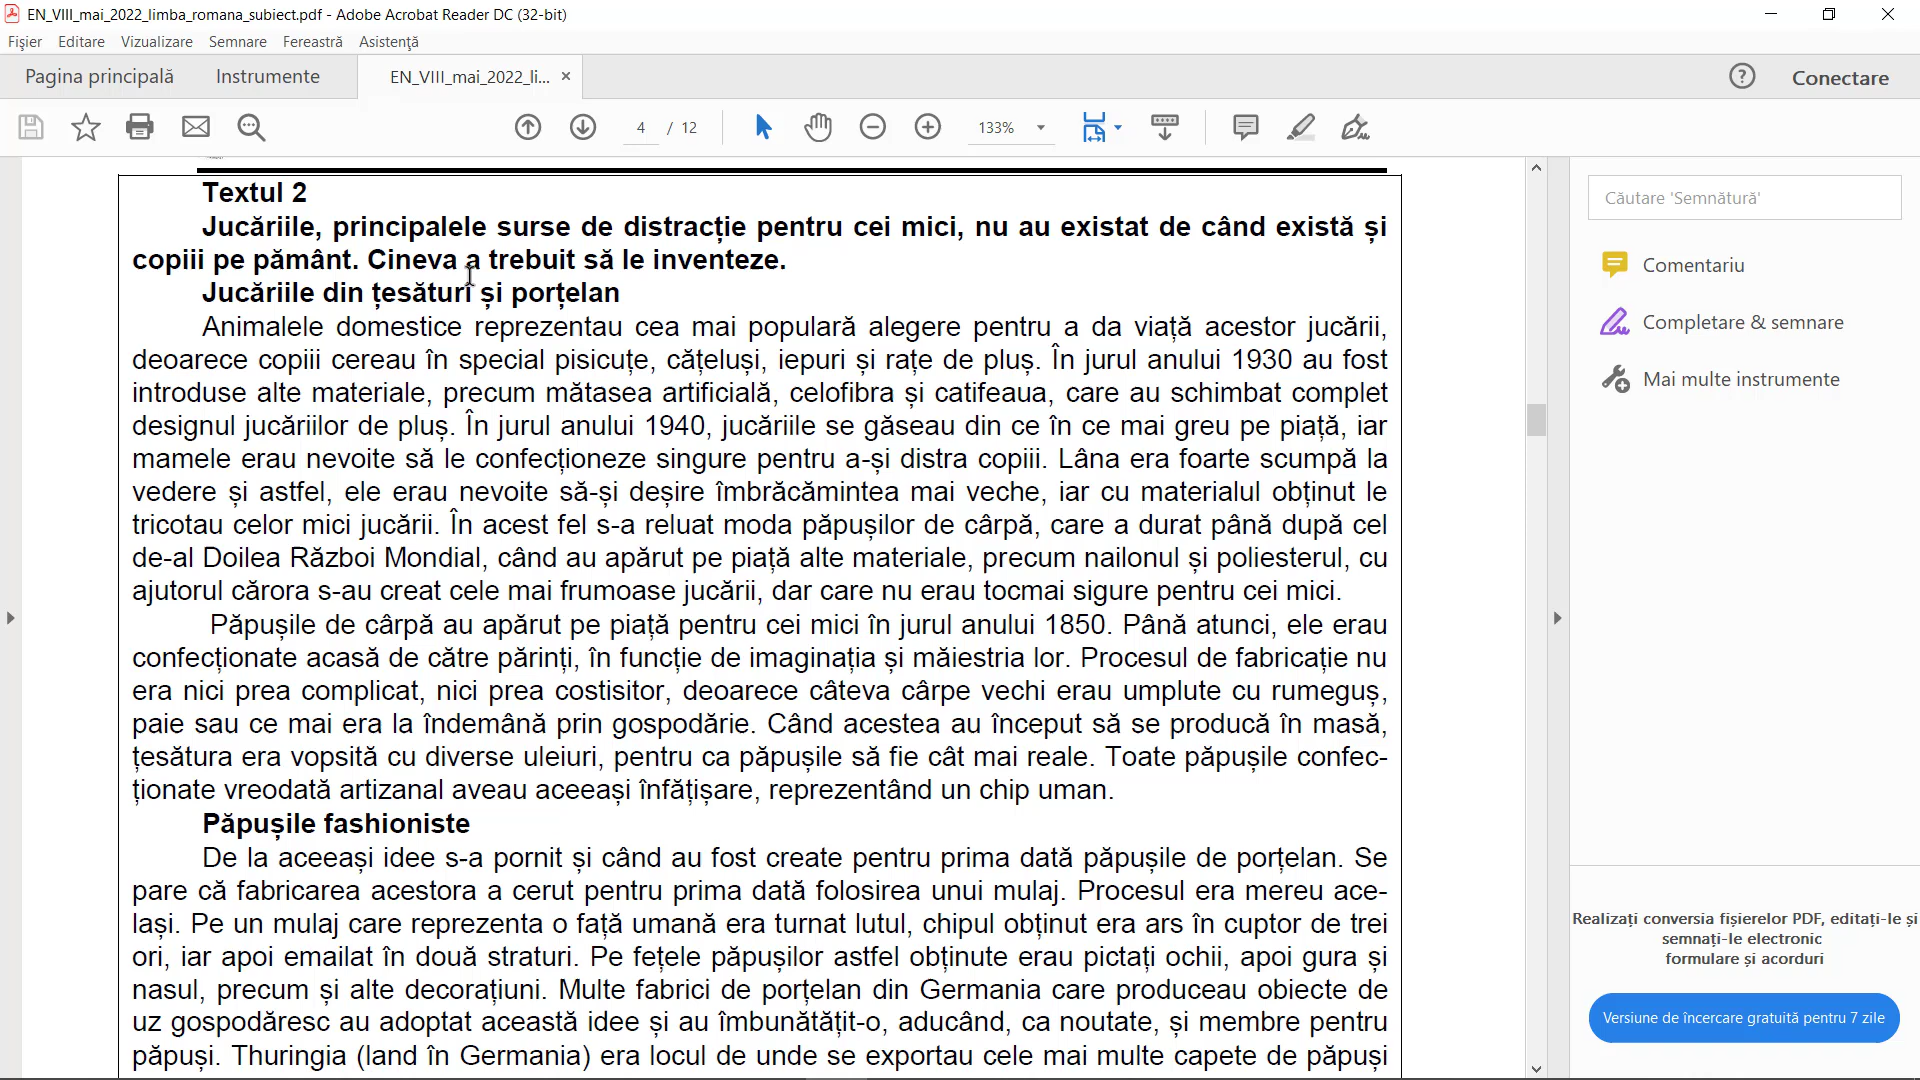 EN_VIII_mai_2022_limba_romana_subiect.pdf - Adobe Acrobat Reader DC (32-bit)
Fișier Editare Vizualizare Semnare Fereastră Asistență
Pagina principală Instrumente EN_VIII_mai_2022_li... × Conectare
4 / 12 133%
Textul 2
Jucăriile, principalele surse de distracție pentru cei mici, nu au existat de când există și
copiii pe pământ. Cineva a trebuit să le inventeze.
Jucăriile din țesături și porțelan
Animalele domestice reprezentau cea mai populară alegere pentru a da viață acestor jucării,
deoarece copiii cereau în special pisicuțe, cățeluși, iepuri și rațe de pluș. În jurul anului 1930 au fost
introduse alte materiale, precum mătasea artificială, celofibra și catifeaua, care au schimbat complet
designul jucăriilor de pluș. În jurul anului 1940, jucăriile se găseau din ce în ce mai greu pe piață, iar
mamele erau nevoite să le confecționeze singure pentru a-și distra copiii. Lâna era foarte scumpă la
vedere și astfel, ele erau nevoite să-și deșire îmbrăcămintea mai veche, iar cu materialul obținut le
tricotau celor mici jucării. În acest fel s-a reluat moda păpușilor de cârpă, care a durat până după cel
de-al Doilea Război Mondial, când au apărut pe piață alte materiale, precum nailonul și poliesterul, cu
ajutorul cărora s-au creat cele mai frumoase jucării, dar care nu erau tocmai sigure pentru cei mici.
Păpușile de cârpă au apărut pe piață pentru cei mici în jurul anului 1850. Până atunci, ele erau
confecționate acasă de către părinți, în funcție de imaginația și măiestria lor. Procesul de fabricație nu
era nici prea complicat, nici prea costisitor, deoarece câteva cârpe vechi erau umplute cu rumeguș,
paie sau ce mai era la îndemână prin gospodărie. Când acestea au început să se producă în masă,
țesătura era vopsită cu diverse uleiuri, pentru ca păpușile să fie cât mai reale. Toate păpușile confec-
ționate vreodată artizanal aveau aceeași înfățișare, reprezentând un chip uman.
Păpușile fashioniste
De la aceeași idee s-a pornit și când au fost create pentru prima dată păpușile de porțelan. Se
pare că fabricarea acestora a cerut pentru prima dată folosirea unui mulaj. Procesul era mereu ace-
lași. Pe un mulaj care reprezenta o față umană era turnat lutul, chipul obținut era ars în cuptor de trei
ori, iar apoi emailat în două straturi. Pe fețele păpușilor astfel obținute erau pictați ochii, apoi gura și
nasul, precum și alte decorațiuni. Multe fabrici de porțelan din Germania care produceau obiecte de
uz gospodăresc au adoptat această idee și au îmbunătățit-o, aducând, ca noutate, și membre pentru
păpuși. Thuringia (land în Germania) era locul de unde se exportau cele mai multe capete de păpuși
Căutare 'Semnătură'
Comentariu
Completare & semnare
Mai multe instrumente
Realizați conversia fișierelor PDF, editați-le și
semnați-le electronic
formulare și acorduri
Versiune de încercare gratuită pentru 7 zile